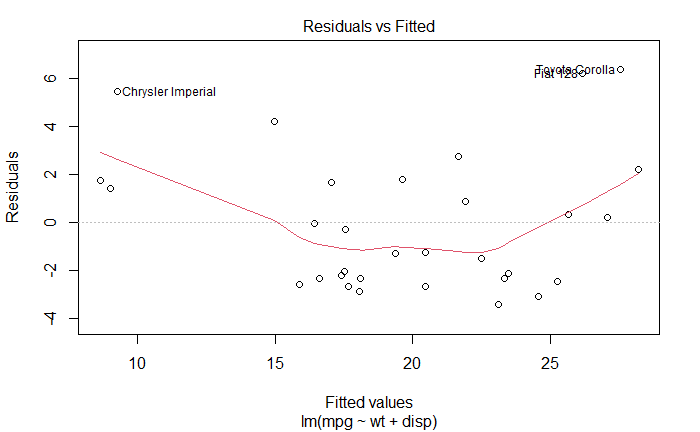 Residuals vs Fitted
Residuals
6
4
2
0
-2
-4
Chrysler Imperial
Fiat 128
Toyota Corolla
10 15 20 25
Fitted values
lm(mpg ~ wt + disp)